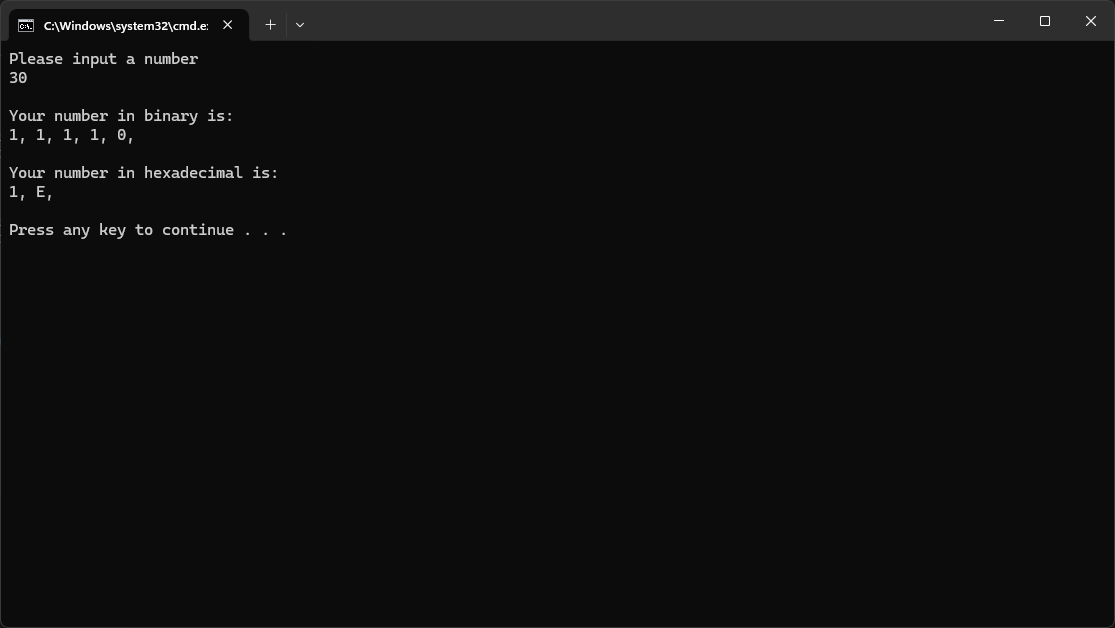 C:\Windows\system32\cmd.e
Please input a number
30
Your number in binary is:
1, 1, 1, 1, 0,
Your number in hexadecimal is:
1, E,
Press any key to continue . . .